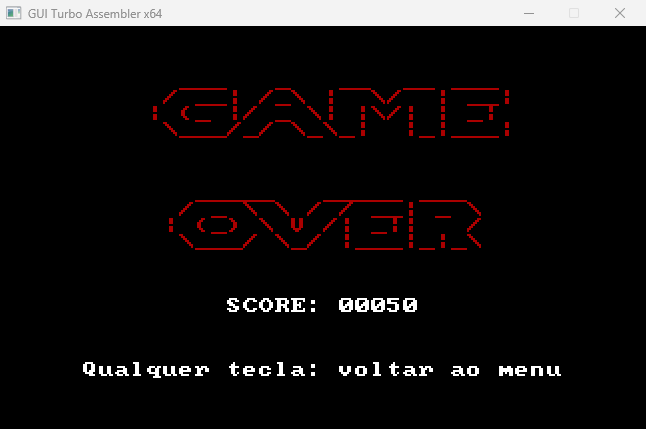 GUI Turbo Assembler x64
GAME
OVER
SCORE: 00050
Qualquer tecla: voltar ao menu